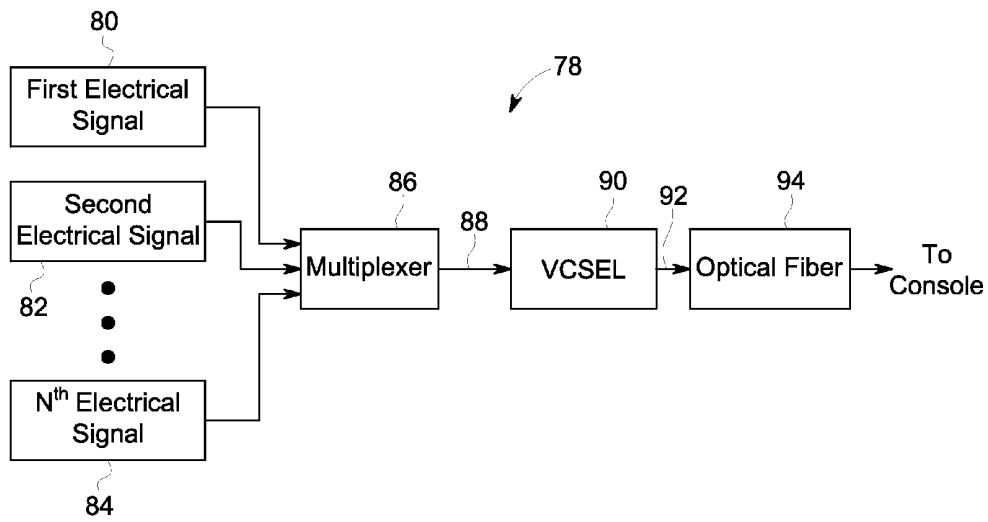 80
First Electrical
Signal
78
Second
Electrical Signal
82
86
Multiplexer
88
90
VCSEL
92
94
Optical Fiber
To
Console
Nth Electrical
Signal
84